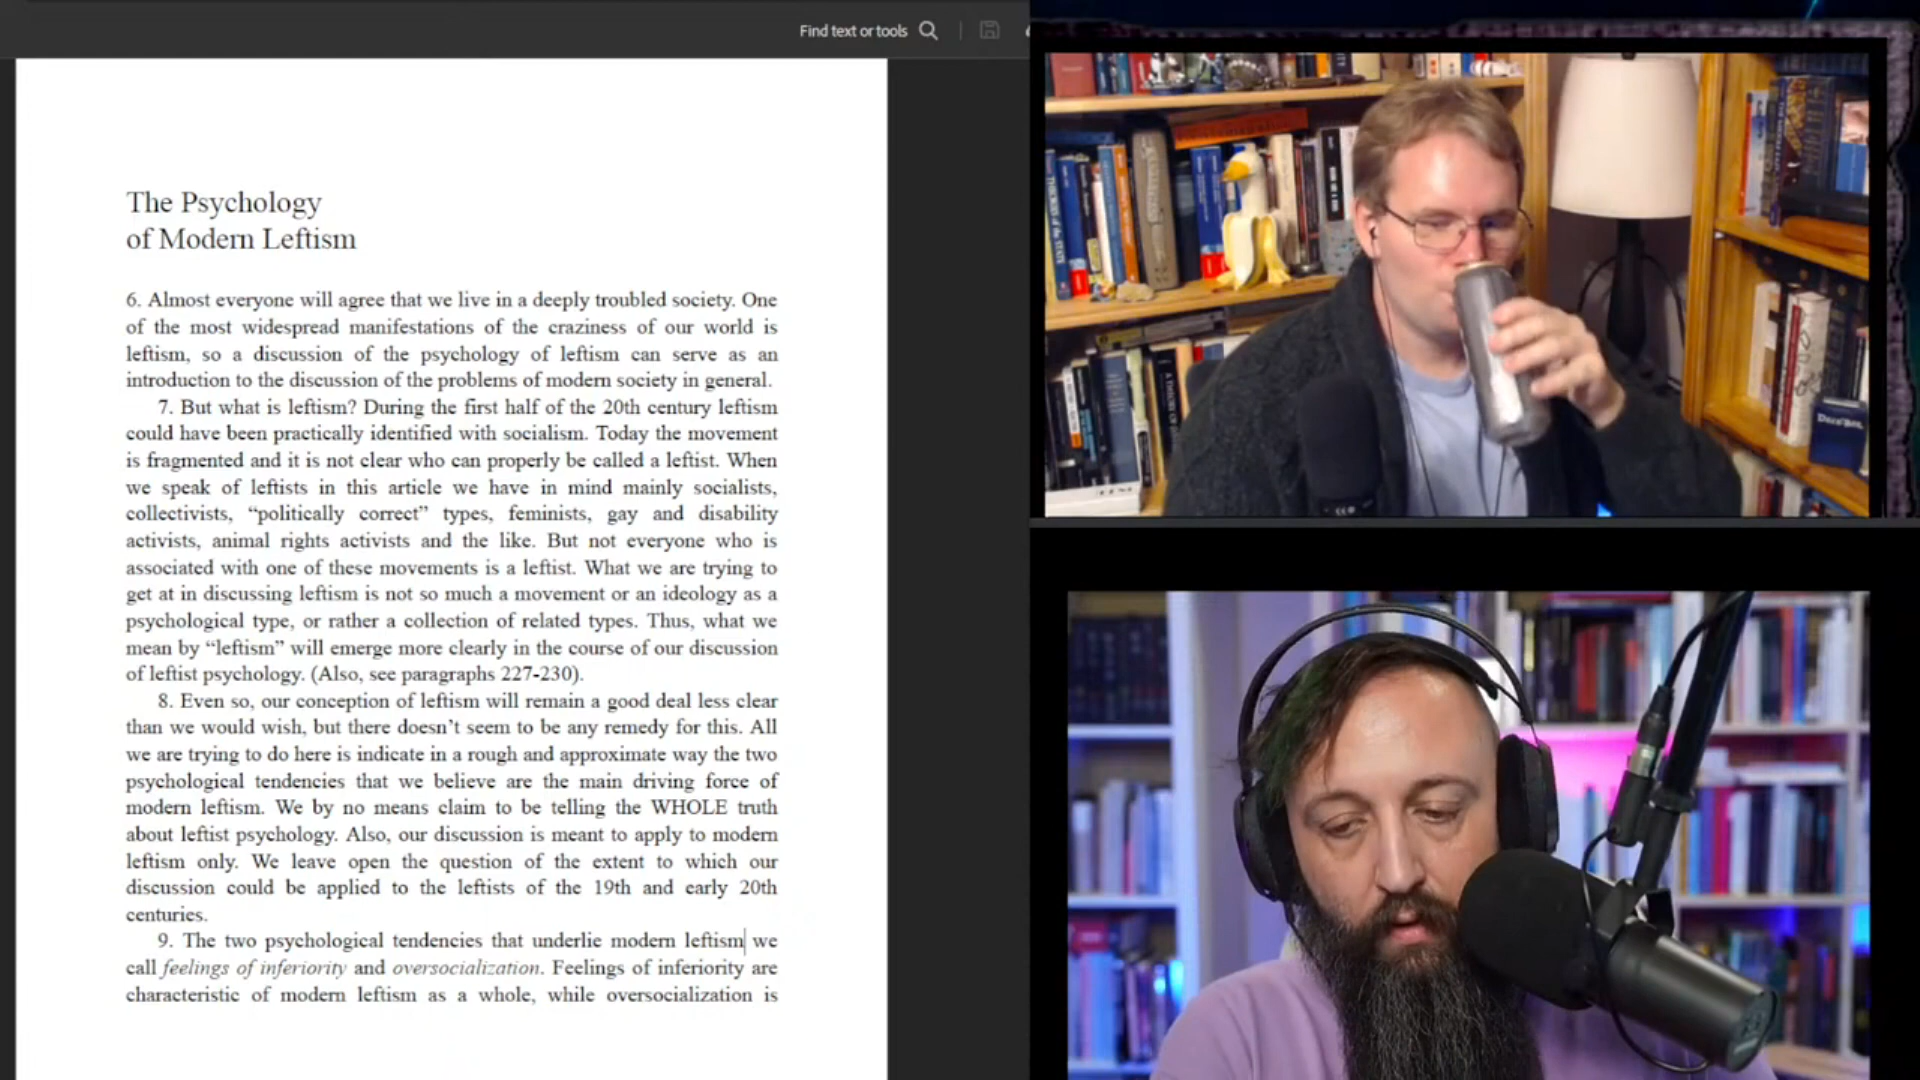 Find text or tools
The Psychology
of Modern Leftism
6. Almost everyone will agree that we live in a deeply troubled society. One
of the most widespread manifestations of the craziness of our world is
leftism, so a discussion of the psychology of leftism can serve as an
introduction to the discussion of the problems of modern society in general.
7. But what is leftism? During the first half of the 20th century leftism
could have been practically identified with socialism. Today the movement
is fragmented and it is not clear who can properly be called a leftist. When
we speak of leftists in this article we have in mind mainly socialists,
collectivists, “politically correct” types, feminists, gay and disability
activists, animal rights activists and the like. But not everyone who is
associated with one of these movements is a leftist. What we are trying to
get at in discussing leftism is not so much a movement or an ideology as a
psychological type, or rather a collection of related types. Thus, what we
mean by “leftism” will emerge more clearly in the course of our discussion
of leftist psychology. (Also, see paragraphs 227-230).
8. Even so, our conception of leftism will remain a good deal less clear
than we would wish, but there doesn’t seem to be any remedy for this. All
we are trying to do here is indicate in a rough and approximate way the two
psychological tendencies that we believe are the main driving force of
modern leftism. We by no means claim to be telling the WHOLE truth
about leftist psychology. Also, our discussion is meant to apply to modern
leftism only. We leave open the question of the extent to which our
discussion could be applied to the leftists of the 19th and early 20th
centuries.
9. The two psychological tendencies that underlie modern leftism we
call feelings of inferiority and oversocialization. Feelings of inferiority are
characteristic of modern leftism as a whole, while oversocialization is